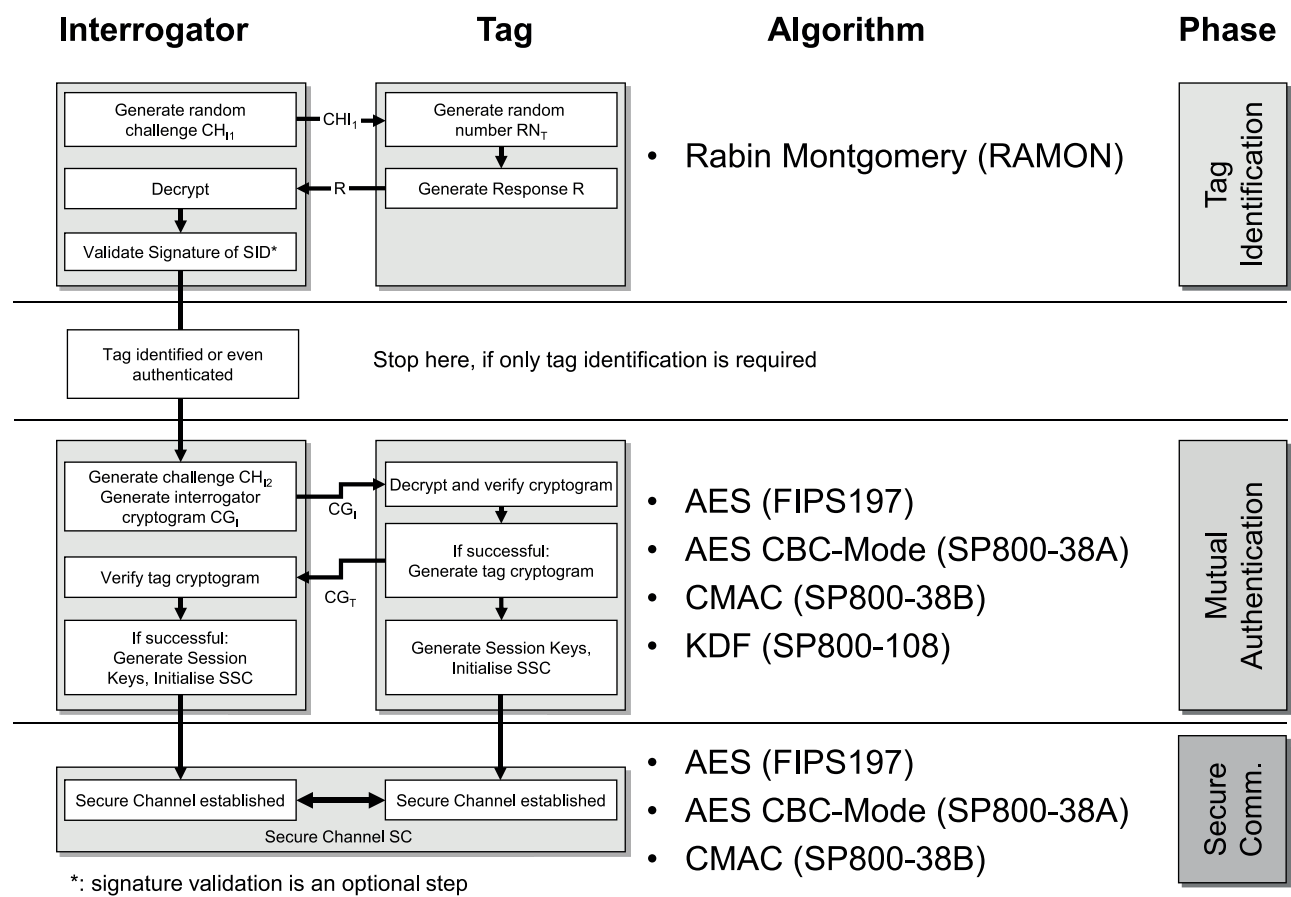 Interrogator Tag Algorithm Phase
Generate random
challenge CHI1
CHI1
Generate random
number RNT
Decrypt
R
Generate Response R
Validate Signature of SID*
• Rabin Montgomery (RAMON)
Tag
Identification
Tag identified or even
authenticated
Stop here, if only tag identification is required
Generate challenge CHI2
Generate interrogator
cryptogram CGI
CGI
Decrypt and verify cryptogram
If successful:
Generate tag cryptogram
CGT
Verify tag cryptogram
If successful:
Generate Session
Keys, Initialise SSC
Generate Session Keys,
Initialise SSC
• AES (FIPS197)
• AES CBC-Mode (SP800-38A)
• CMAC (SP800-38B)
• KDF (SP800-108)
Mutual
Authentication
Secure Channel established
Secure Channel established
Secure Channel SC
• AES (FIPS197)
• AES CBC-Mode (SP800-38A)
• CMAC (SP800-38B)
Secure
Comm.
*: signature validation is an optional step